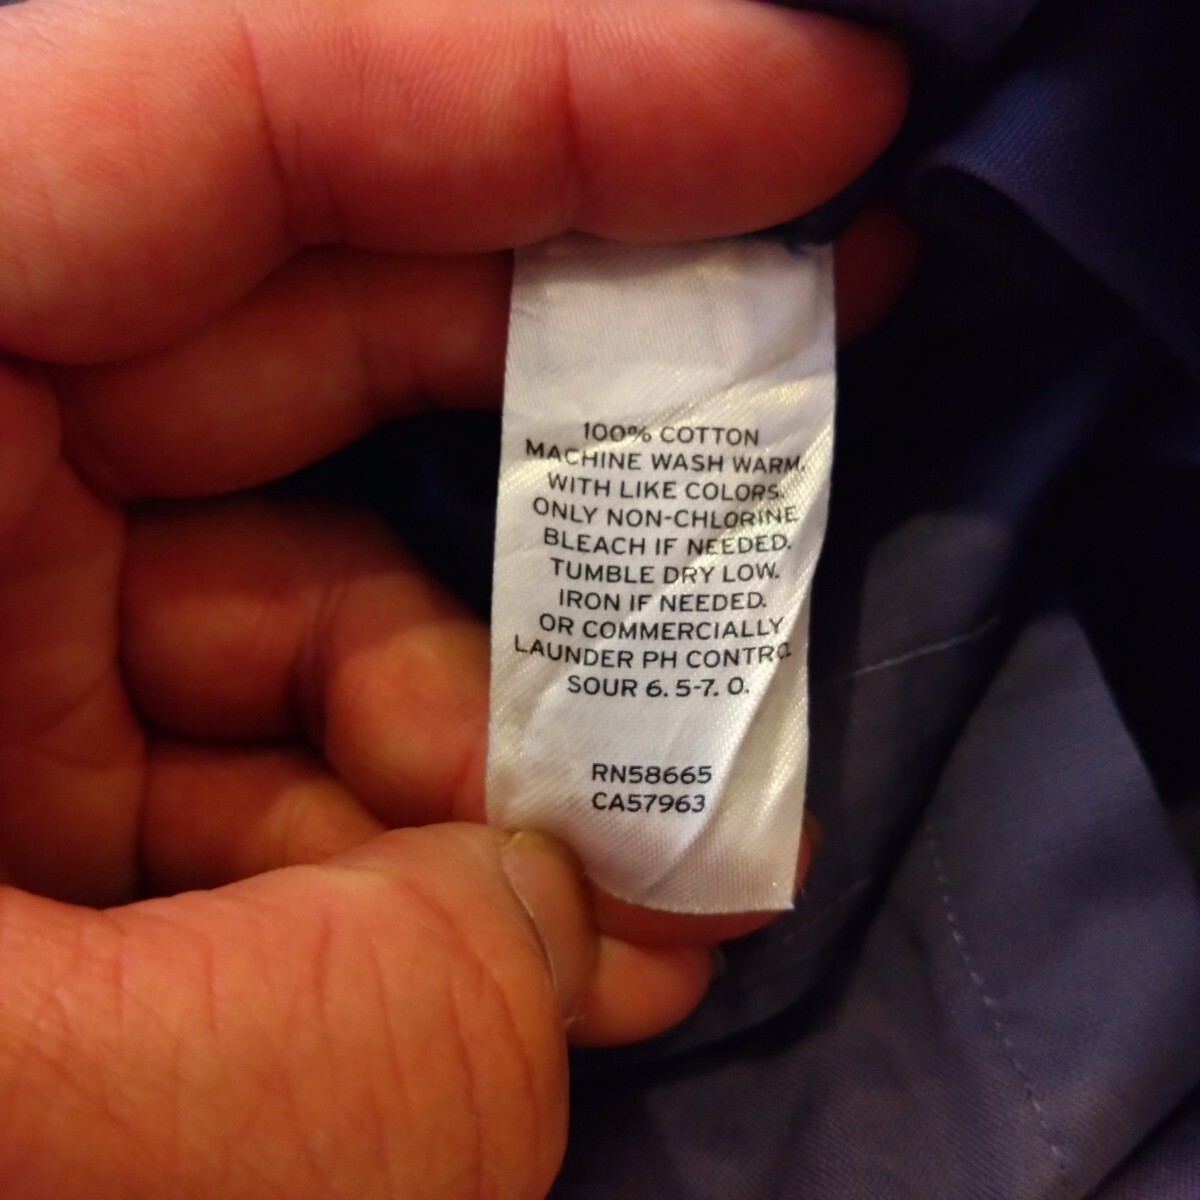 100% COTTON
MACHINE WASH WARM.
WITH LIKE COLORS.
ONLY NON-CHLORINE
BLEACH IF NEEDED.
TUMBLE DRY LOW.
IRON IF NEEDED.
OR COMMERCIALLY
LAUNDER PH CONTRO
SOUR 6. 5-7. 0.
RN58665
CA57963